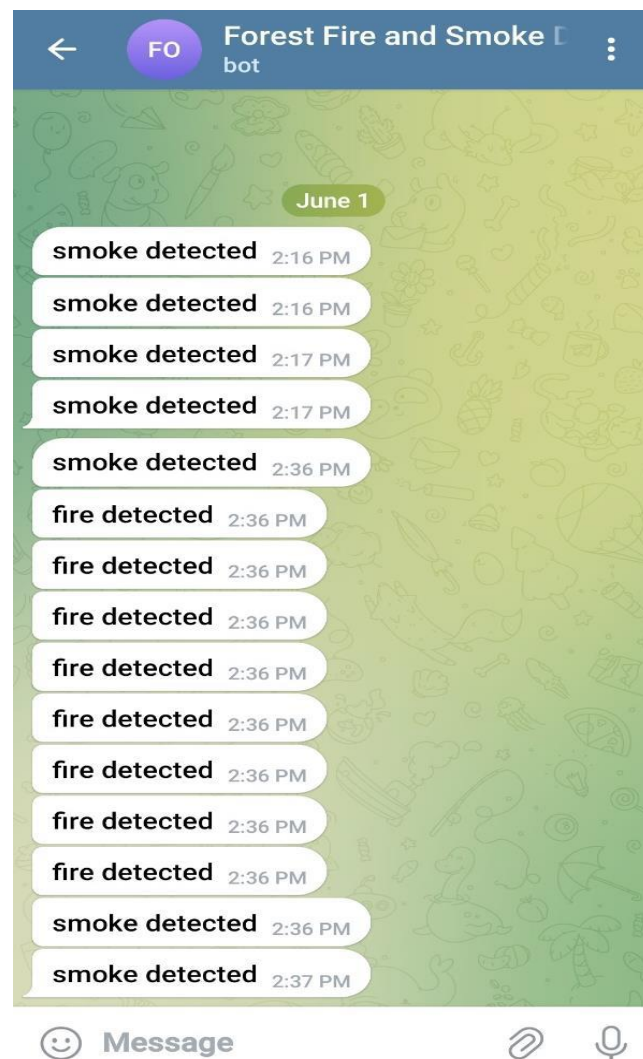 FO
Forest Fire and Smoke D
bot
June 1
smoke detected 2:16 PM
smoke detected 2:16 PM
smoke detected 2:17 PM
smoke detected 2:17 PM
smoke detected 2:36 PM
fire detected 2:36 PM
fire detected 2:36 PM
fire detected 2:36 PM
fire detected 2:36 PM
fire detected 2:36 PM
fire detected 2:36 PM
fire detected 2:36 PM
fire detected 2:36 PM
smoke detected 2:36 PM
smoke detected 2:37 PM
Message